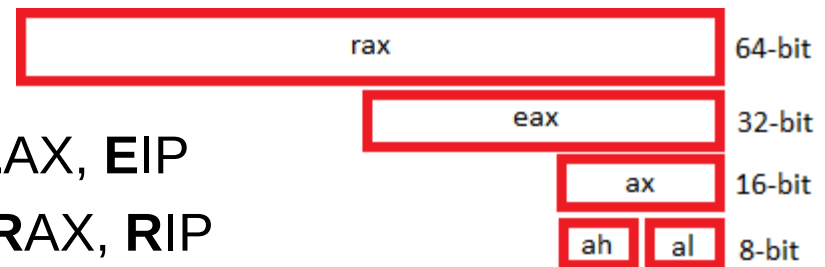 rax 64-bit
eax 32-bit
AX, EIP
ax 16-bit
RAX, RIP
ah al 8-bit